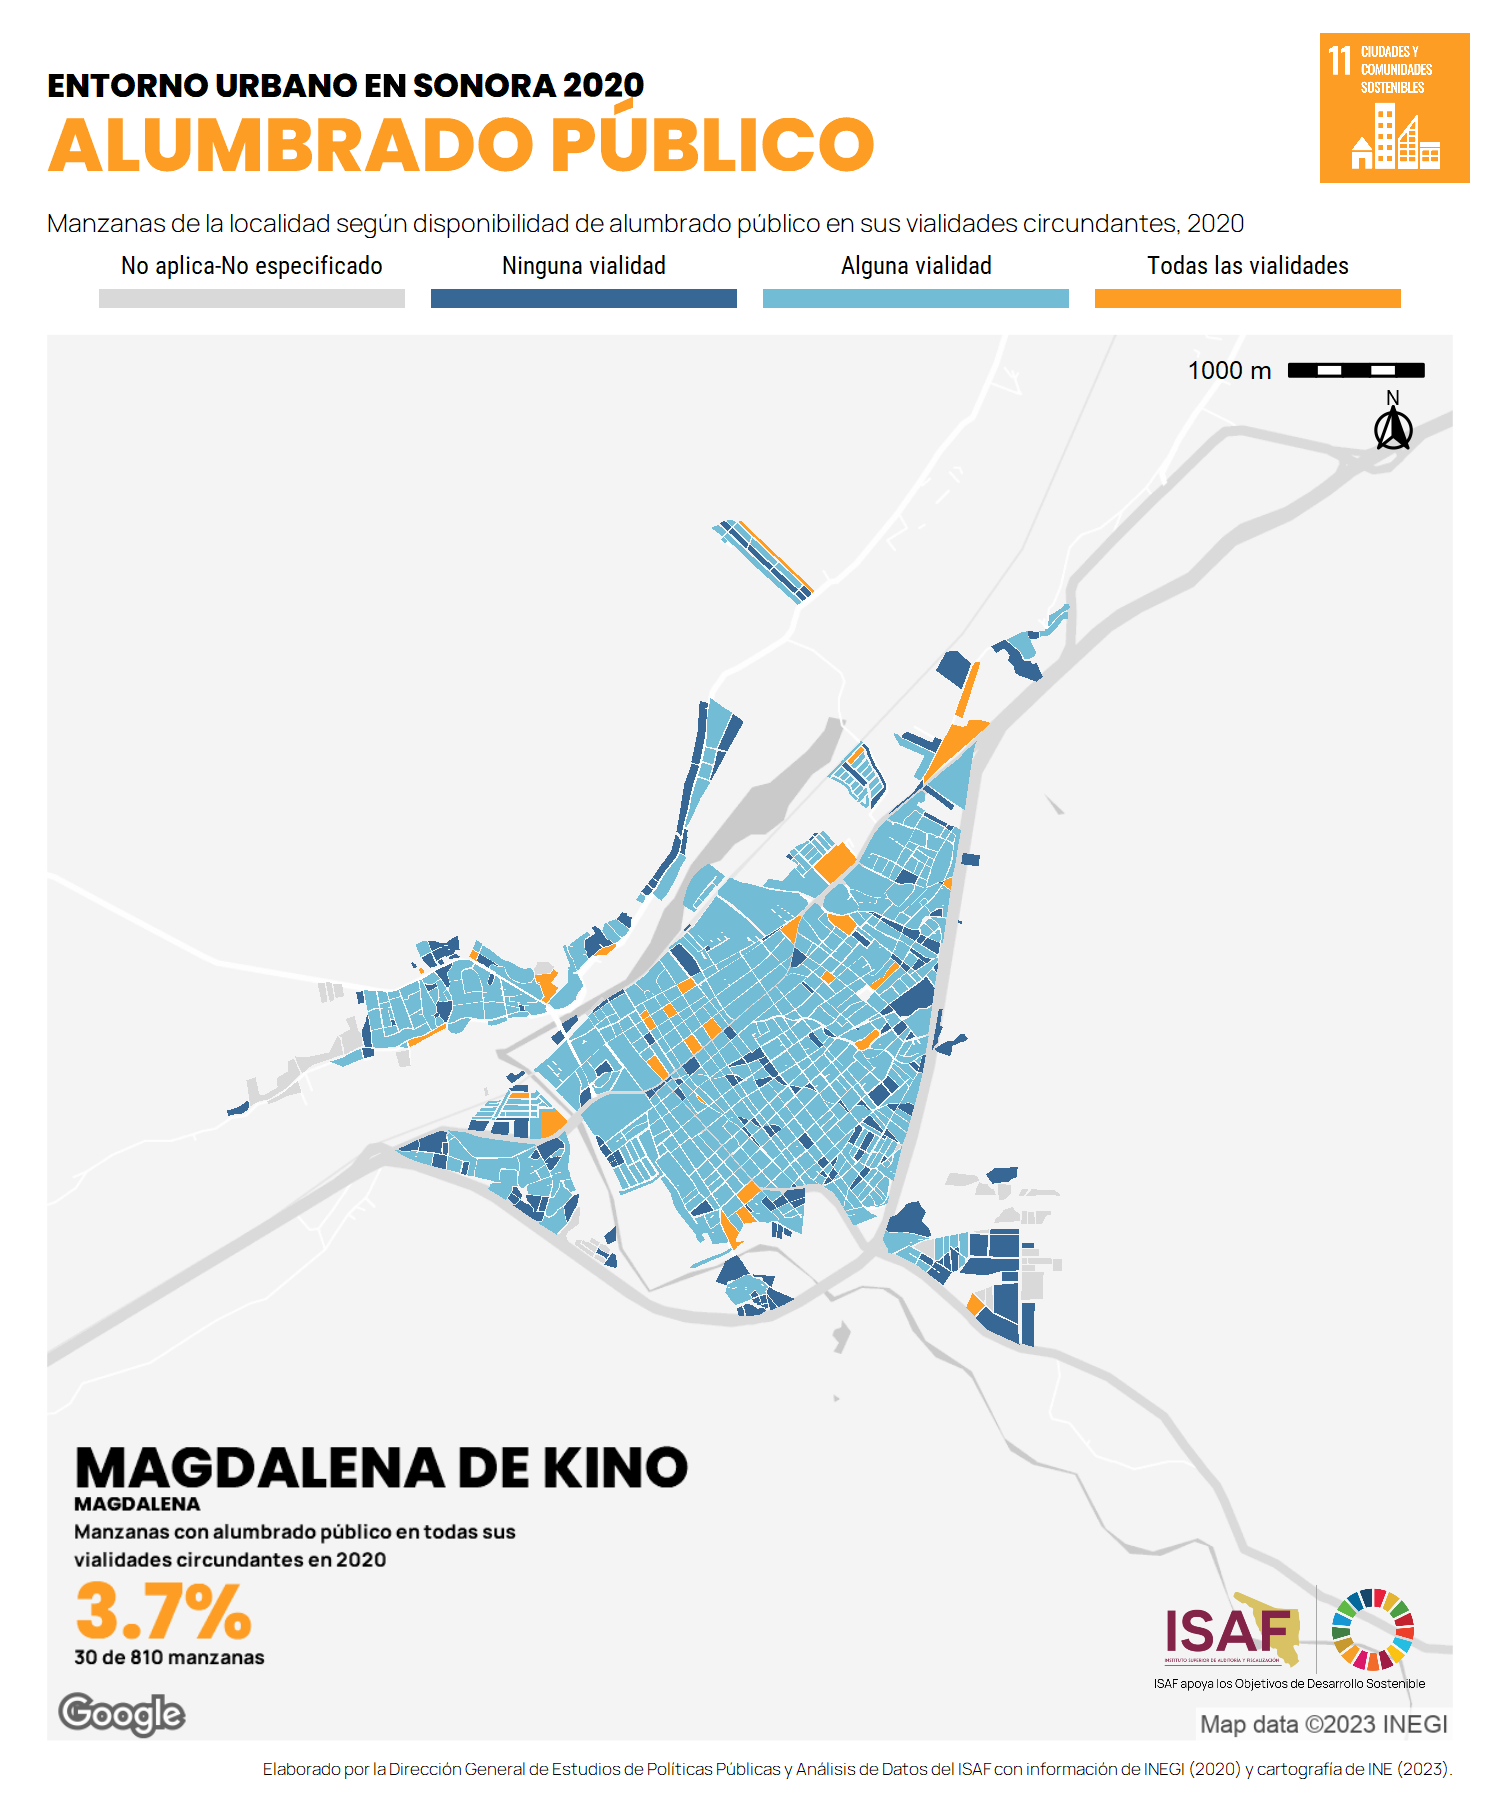 ENTORNO URBANO EN SONORA 2020
ALUMBRADO PÚBLICO
11 CIUDADES Y
COMUNIDADES
SOSTENIBLES
Manzanas de la localidad según disponibilidad de alumbrado público en sus vialidades circundantes, 2020
No aplica-No especificado
Ninguna vialidad
Alguna vialidad
Todas las vialidades
1000 m
N
MAGDALENA DE KINO
MAGDALENA
Manzanas con alumbrado público en todas sus
vialidades circundantes en 2020
3.7%
30 de 810 manzanas
ISAF
INSTITUTO SUPERIOR DE AUDITORÍA Y FISCALIZACIÓN
ISAF apoya los Objetivos de Desarrollo Sostenible
Google
Map data ©2023 INEGI
Elaborado por la Dirección General de Estudios de Políticas Públicas y Análisis de Datos del ISAF con información de INEGI (2020) y cartografía de INE (2023).